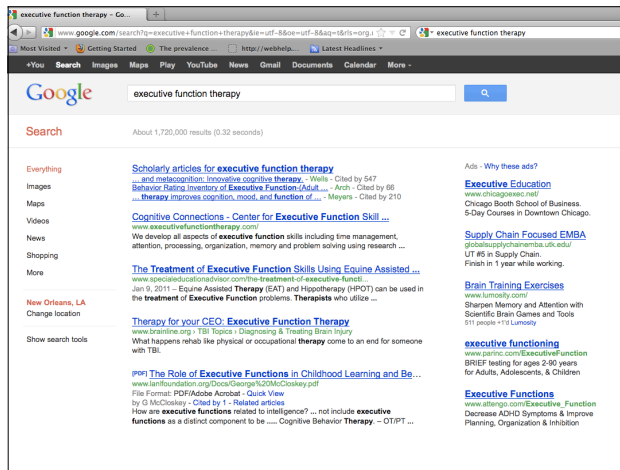 executive function therapy – Go...
www.google.com/search?q=executive+function+therapy&ie=utf-8&oe=utf-8&aq=t&rls=org.
executive function therapy
Most Visited
Getting Started
The prevalence ...
http://webhelp....
Latest Headlines
+You Search Images Maps Play YouTube News Gmail Documents Calendar More
Google
executive function therapy
Search
About 1,720,000 results (0.32 seconds)
Everything
Images
Maps
Videos
News
Shopping
More
New Orleans, LA
Change location
Show search tools
Scholarly articles for executive function therapy
... and metacognition: Innovative cognitive therapy. - Wells - Cited by 547
Behavior Rating Inventory of Executive Function-(Adult ... - Arch - Cited by 66
... therapy improves cognition, mood, and function of ... - Meyers - Cited by 210
Cognitive Connections - Center for Executive Function Skill ...
www.executivefunctiontherapy.com/
We develop all aspects of executive function skills including time management,
attention, processing, organization, memory and problem solving using research ...
The Treatment of Executive Function Skills Using Equine Assisted ...
www.specialeducationadvisor.com/the-treatment-of-executive-functi...
Jan 9, 2011 – Equine Assisted Therapy (EAT) and Hippotherapy (HPOT) can be used in
the treatment of Executive Function problems. Therapists who utilize ...
Therapy for your CEO: Executive Function Therapy
www.brainline.org › TBI Topics › Diagnosing & Treating Brain Injury
What happens rehab like physical or occupational therapy come to an end for someone
with TBI.
[PDF] The Role of Executive Functions in Childhood Learning and Be...
www.lanlfoundation.org/Docs/George%20McCloskey.pdf
File Format: PDF/Adobe Acrobat - Quick View
by G McCloskey - Cited by 1 - Related articles
How are executive functions related to intelligence? ... not include executive
functions as a distinct component to be ..... Cognitive Behavior Therapy. – OT/PT ...
Ads - Why these ads?
Executive Education
www.chicagoexec.net/
Chicago Booth School of Business.
5-Day Courses in Downtown Chicago.
Supply Chain Focused EMBA
globalsupplychainemba.utk.edu/
UT #5 in Supply Chain.
Finish in 1 year while working.
Brain Training Exercises
www.lumosity.com/
Sharpen Memory and Attention with
Scientific Brain Games and Tools
511 people +1'd Lumosity
executive functioning
www.parinc.com/ExecutiveFunction
BRIEF testing for ages 2-90 years
for Adults, Adolescents, & Children
Executive Functions
www.attengo.com/Executive_Function
Decrease ADHD Symptoms & Improve
Planning, Organization & Inhibition